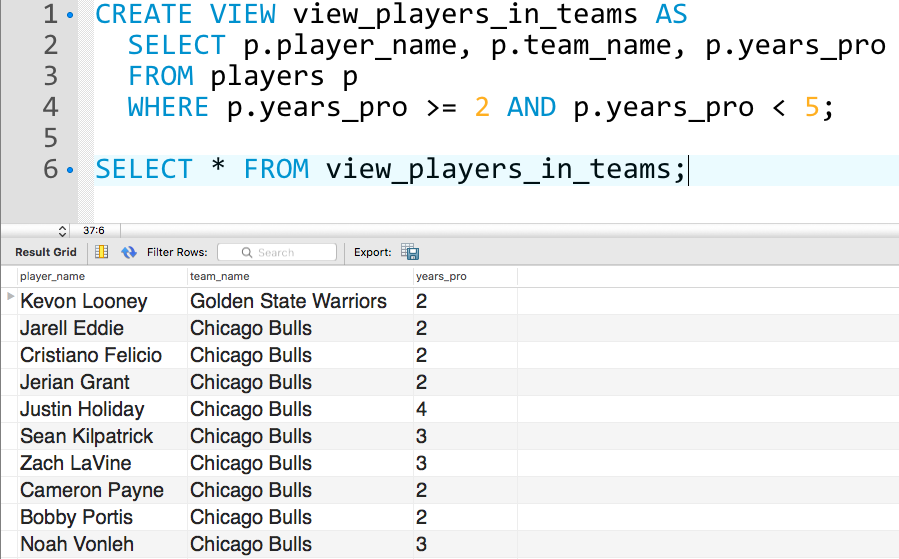 1 CREATE VIEW view_players_in_teams AS
2 SELECT p.player_name, p.team_name, p.years_pro
3 FROM players p
4 WHERE p.years_pro >= 2 AND p.years_pro < 5;
5
6 SELECT * FROM view_players_in_teams;
37:6
Result Grid Filter Rows: Search Export:
player_name team_name years_pro
Kevon Looney Golden State Warriors 2
Jarell Eddie Chicago Bulls 2
Cristiano Felicio Chicago Bulls 2
Jerian Grant Chicago Bulls 2
Justin Holiday Chicago Bulls 4
Sean Kilpatrick Chicago Bulls 3
Zach LaVine Chicago Bulls 3
Cameron Payne Chicago Bulls 2
Bobby Portis Chicago Bulls 2
Noah Vonleh Chicago Bulls 3